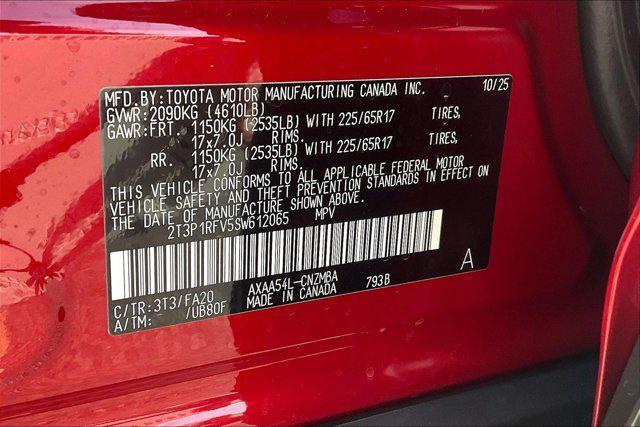 MFD.BY:TOYOTA MOTOR MANUFACTURING CANADA INC. 10/25
GVWR:2090KG (4610LB)
GAWR:FRT. 1150KG (2535LB) WITH 225/65R17 TIRES,
17x7.0J RIMS.
RR. 1150KG (2535LB) WITH 225/65R17 TIRES,
17x7.0J RIMS.
THIS VEHICLE CONFORMS TO ALL APPLICABLE FEDERAL MOTOR
VEHICLE SAFETY AND THEFT PREVENTION STANDARDS IN EFFECT ON
THE DATE OF MANUFACTURE SHOWN ABOVE.
2T3P1RFV5SW612065 MPV
C/TR:3T3/FA20 AXAA54L-CNZMBA 793B A
A/TM: /UB80F MADE IN CANADA